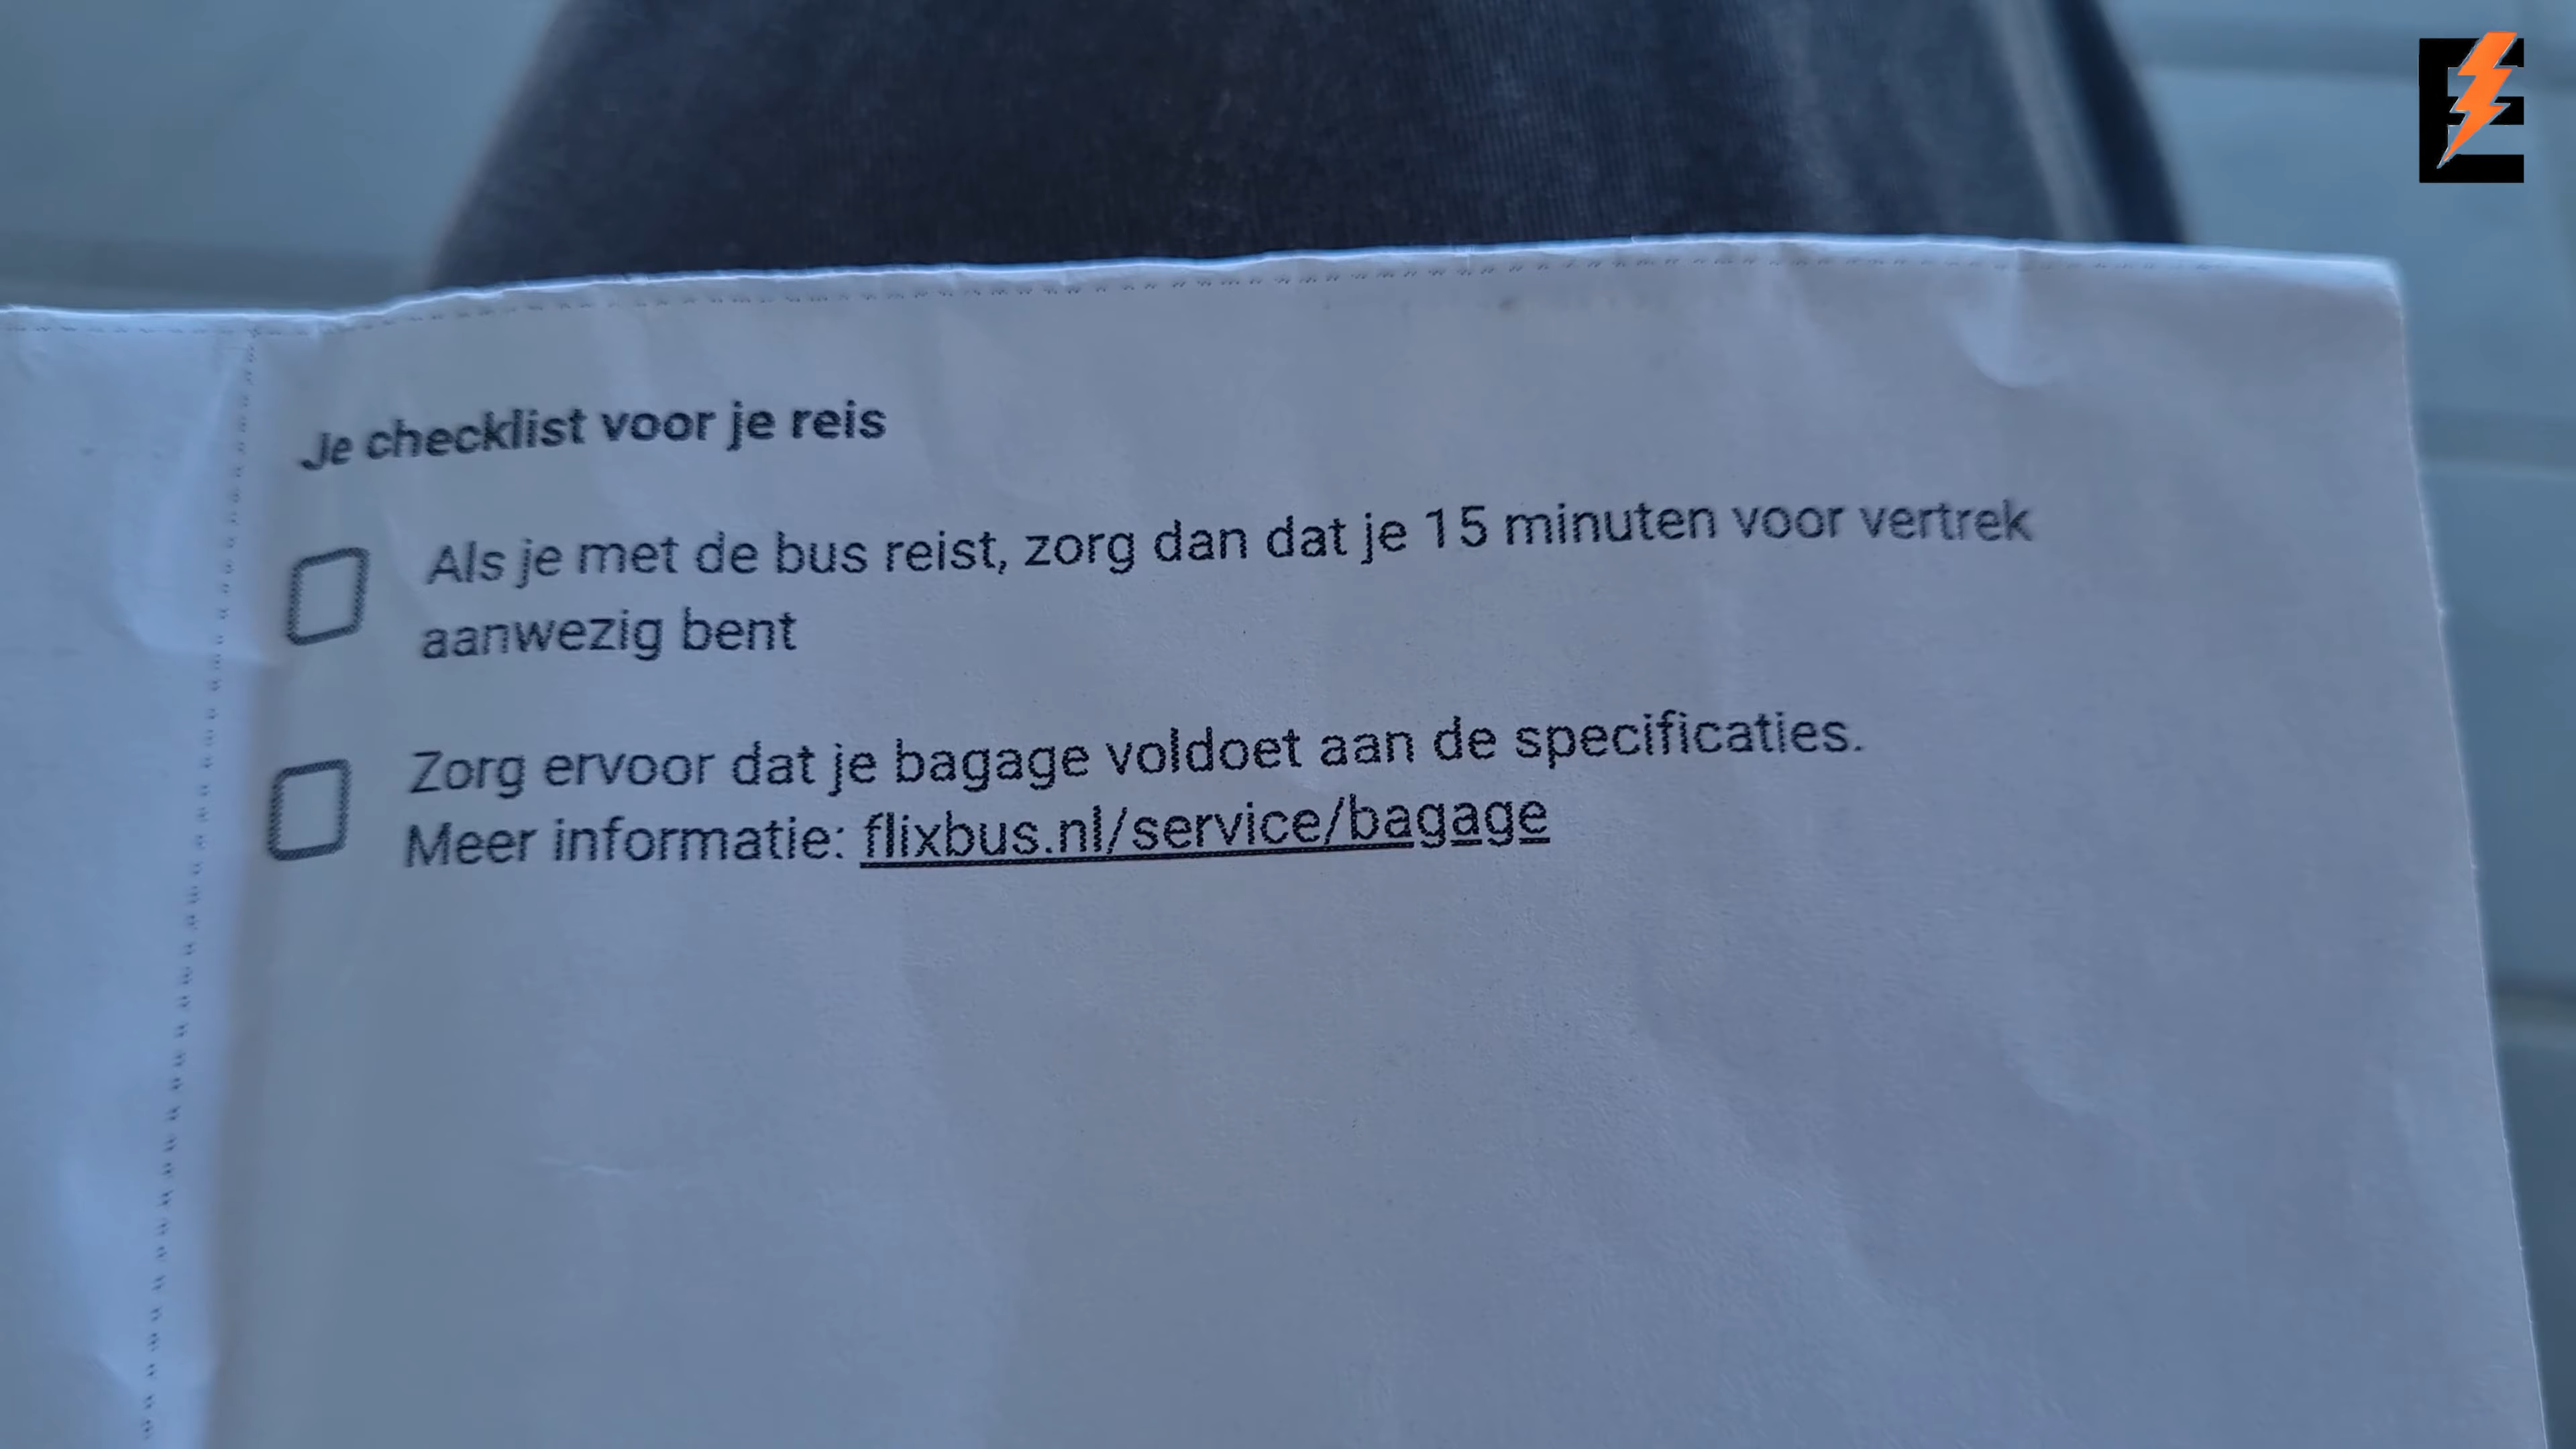 Je checklist voor je reis
Als je met de bus reist, zorg dan dat je 15 minuten voor vertrek
aanwezig bent
Zorg ervoor dat je bagage voldoet aan de specificaties.
Meer informatie: flixbus.nl/service/bagage
E